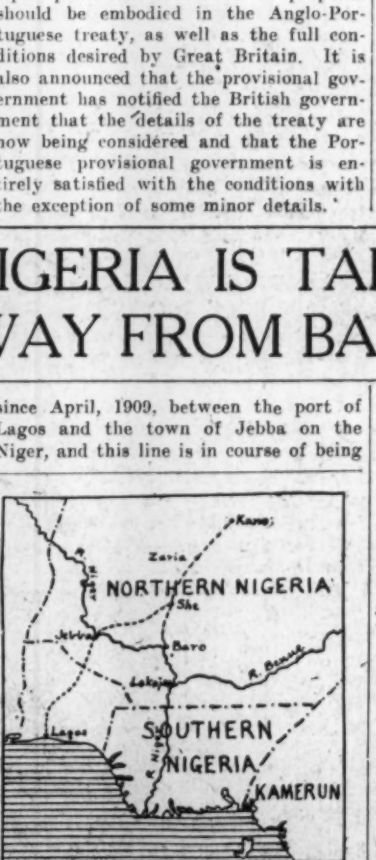 should be embodied in the Anglo-Por-
tuguese treaty, as well as the full con-
ditions desired by Great Britain. It is
also announced that the provisional gov-
ernment has notified the British govern-
ment that the details of the treaty are
now being considered and that the Por-
tuguese provisional government is en-
tirely satisfied with the conditions with
the exception of some minor details.
IGERIA IS TA
WAY FROM BA
since April, 1909, between the port of
Lagos and the town of Jebba on the
Niger, and this line is in course of being
Kano
Zaria
NORTHERN NIGERIA
She
Jebba
Baro
R. Benue
Lokoja
Lagos
SOUTHERN
R. Niger
NIGERIA
KAMERUN